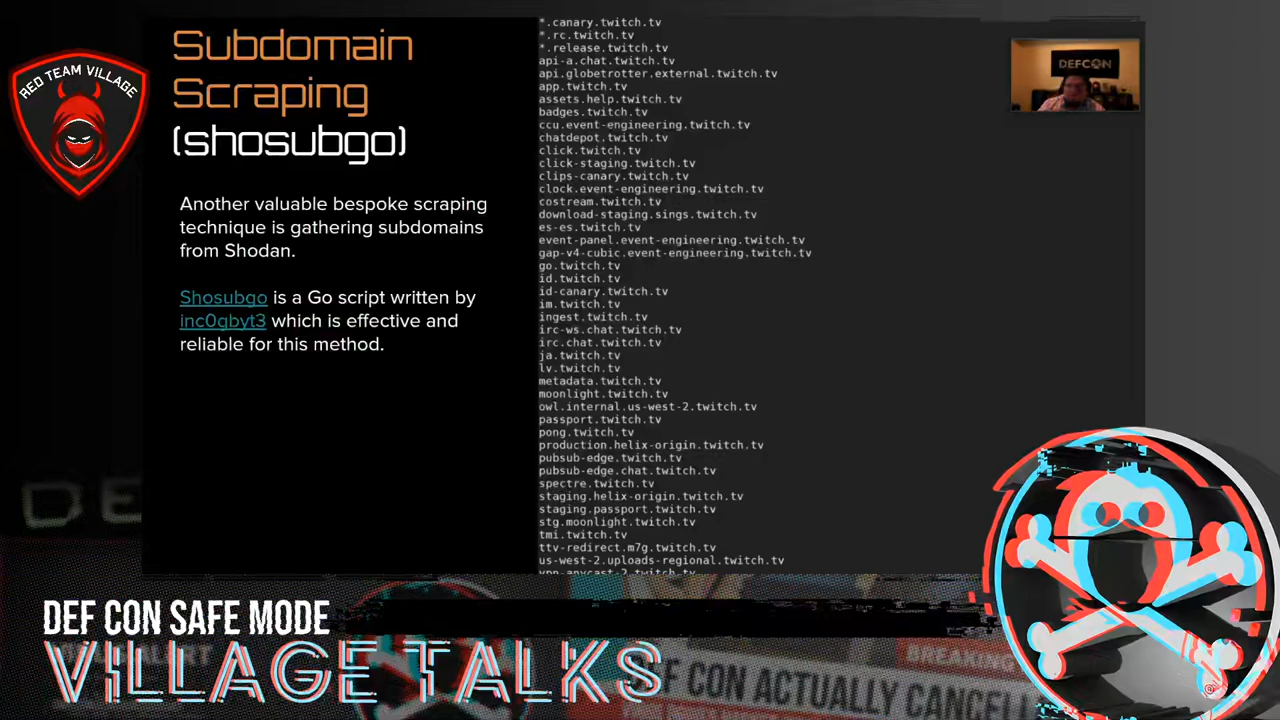 RED TEAM VILLAGE
Subdomain
Scraping
(shosubgo)
Another valuable bespoke scraping
technique is gathering subdomains
from Shodan.
Shosubgo is a Go script written by
inc0gbyt3 which is effective and
reliable for this method.
*.canary.twitch.tv
*.rc.twitch.tv
*.release.twitch.tv
api-a.chat.twitch.tv
api.globetrotter.external.twitch.tv
app.twitch.tv
assets.help.twitch.tv
badges.twitch.tv
ccu.event-engineering.twitch.tv
chatdepot.twitch.tv
click.twitch.tv
click-staging.twitch.tv
clips-canary.twitch.tv
clock.event-engineering.twitch.tv
costream.twitch.tv
download-staging.sings.twitch.tv
es-es.twitch.tv
event-panel.event-engineering.twitch.tv
gap-v4-cubic.event-engineering.twitch.tv
go.twitch.tv
id.twitch.tv
id-canary.twitch.tv
im.twitch.tv
ingest.twitch.tv
irc-ws.chat.twitch.tv
irc.chat.twitch.tv
ja.twitch.tv
lv.twitch.tv
metadata.twitch.tv
moonlight.twitch.tv
owl.internal.us-west-2.twitch.tv
passport.twitch.tv
pong.twitch.tv
production.helix-origin.twitch.tv
pubsub-edge.twitch.tv
pubsub-edge.chat.twitch.tv
spectre.twitch.tv
staging.helix-origin.twitch.tv
staging.passport.twitch.tv
stg.moonlight.twitch.tv
tmi.twitch.tv
ttv-redirect.m7g.twitch.tv
us-west-2.uploads-regional.twitch.tv
vpn-anycast-2.twitch.tv
DEFCON
DEF CON SAFE MODE
VILLAGE TALKS
BREAKING
DEF CON ACTUALLY CANCELL